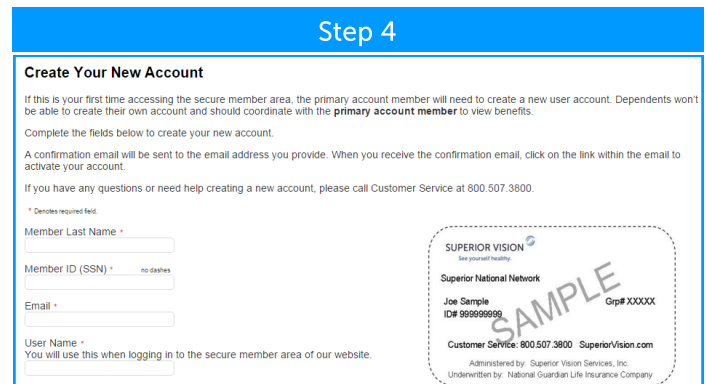 Step 4
Create Your New Account
If this is your first time accessing the secure member area, the primary account member will need to create a new user account. Dependents won't
be able to create their own account and should coordinate with the primary account member to view benefits.
Complete the fields below to create your new account.
A confirmation email will be sent to the email address you provide. When you receive the confirmation email, click on the link within the email to
activate your account.
If you have any questions or need help creating a new account, please call Customer Service at 800.507.3800.
* Denotes required field.
Member Last Name *
Member ID (SSN) * no dashes
Email *
User Name *
You will use this when logging in to the secure member area of our website.
SUPERIOR VISION
See yourself healthy.
Superior National Network
Joe Sample Grp# XXXXX
ID# 999999999
SAMPLE
Customer Service: 800.507.3800 SuperiorVision.com
Administered by: Superior Vision Services, Inc.
Underwritten by: National Guardian Life Insurance Company